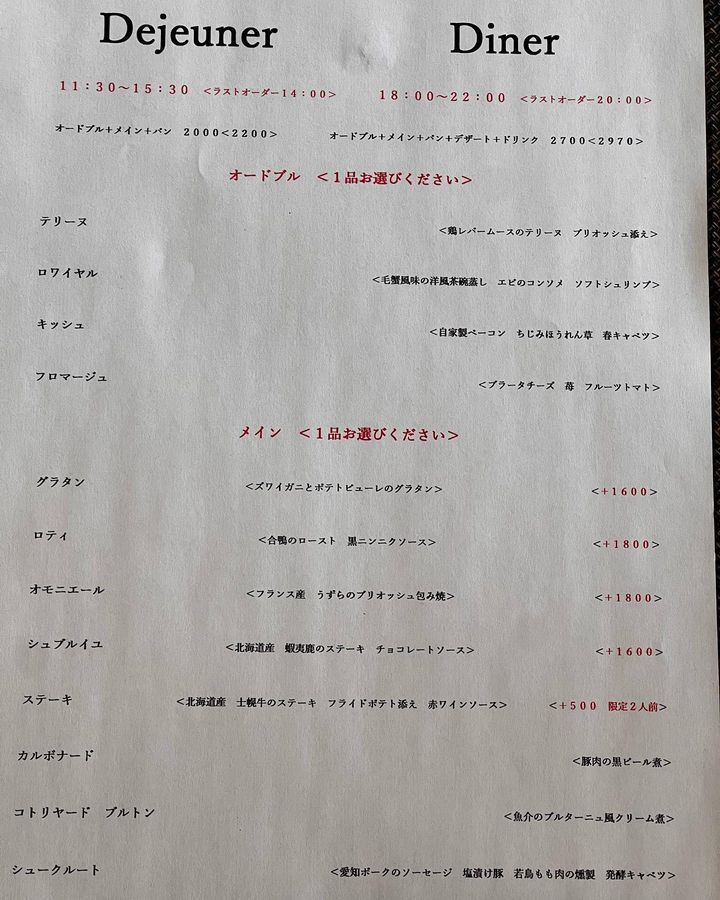 Dejeuner Diner
11：30～15：30 <ラストオーダー14：00> 18：00～22：00 <ラストオーダー20：00>
オードブル＋メイン＋パン 2000<2200> オードブル＋メイン＋パン＋デザート＋ドリンク 2700<2970>
オードブル <１品お選びください>
テリーヌ <鶏レバームースのテリーヌ ブリオッシュ添え>
ロワイヤル <毛蟹風味の洋風茶碗蒸し エビのコンソメ ソフトシュリンプ>
キッシュ <自家製ベーコン ちじみほうれん草 春キャベツ>
フロマージュ <ブラータチーズ 苺 フルーツトマト>
メイン <１品お選びください>
グラタン <ズワイガニとポテトピューレのグラタン> <+1600>
ロティ <合鴨のロースト 黒ニンニクソース> <+1800>
オモニエール <フランス産 うずらのブリオッシュ包み焼> <+1800>
シュブルイユ <北海道産 蝦夷鹿のステーキ チョコレートソース> <+1600>
ステーキ <北海道産 士幌牛のステーキ フライドポテト添え 赤ワインソース> <+500 限定２人前>
カルボナード <豚肉の黒ビール煮>
コトリヤード ブルトン <魚介のブルターニュ風クリーム煮>
シュークルート <愛知ポークのソーセージ 塩漬け豚 若鳥もも肉の燻製 発酵キャベツ>